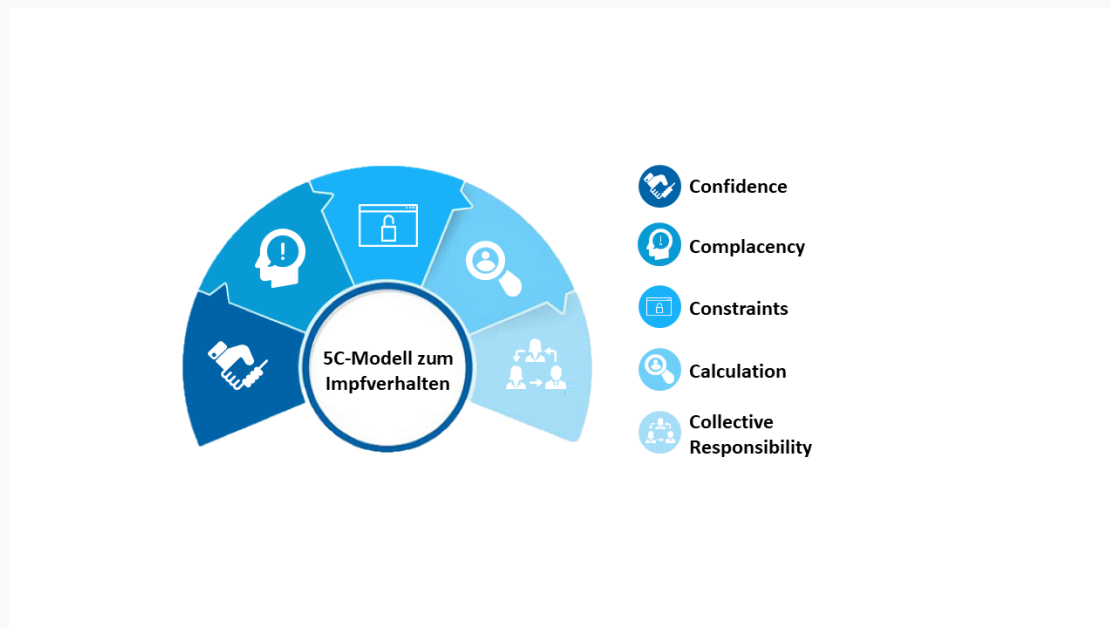 5C-Modell zum
Impfverhalten
Confidence
Complacency
Constraints
Calculation
Collective
Responsibility